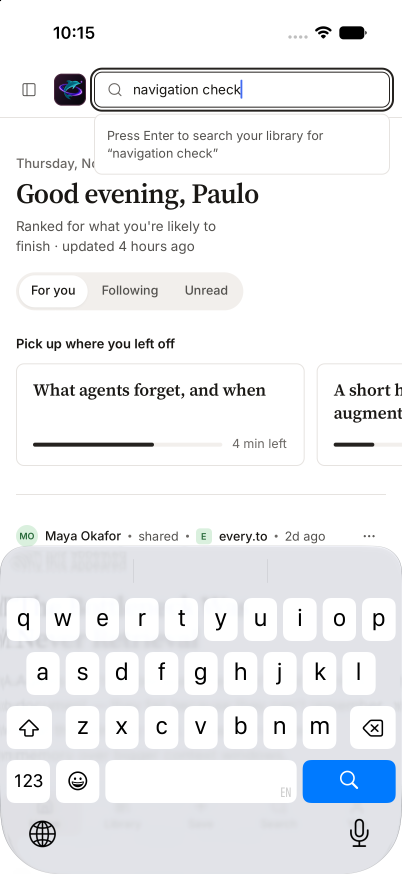 10:15
navigation check
Press Enter to search your library for
“navigation check”
Thursday, No
Good evening, Paulo
Ranked for what you're likely to
finish · updated 4 hours ago
For you Following Unread
Pick up where you left off
What agents forget, and when
4 min left
A short h
augment
MO Maya Okafor • shared • E every.to • 2d ago
q w e r t y u i o p
a s d f g h j k l
z x c v b n m
123
EN